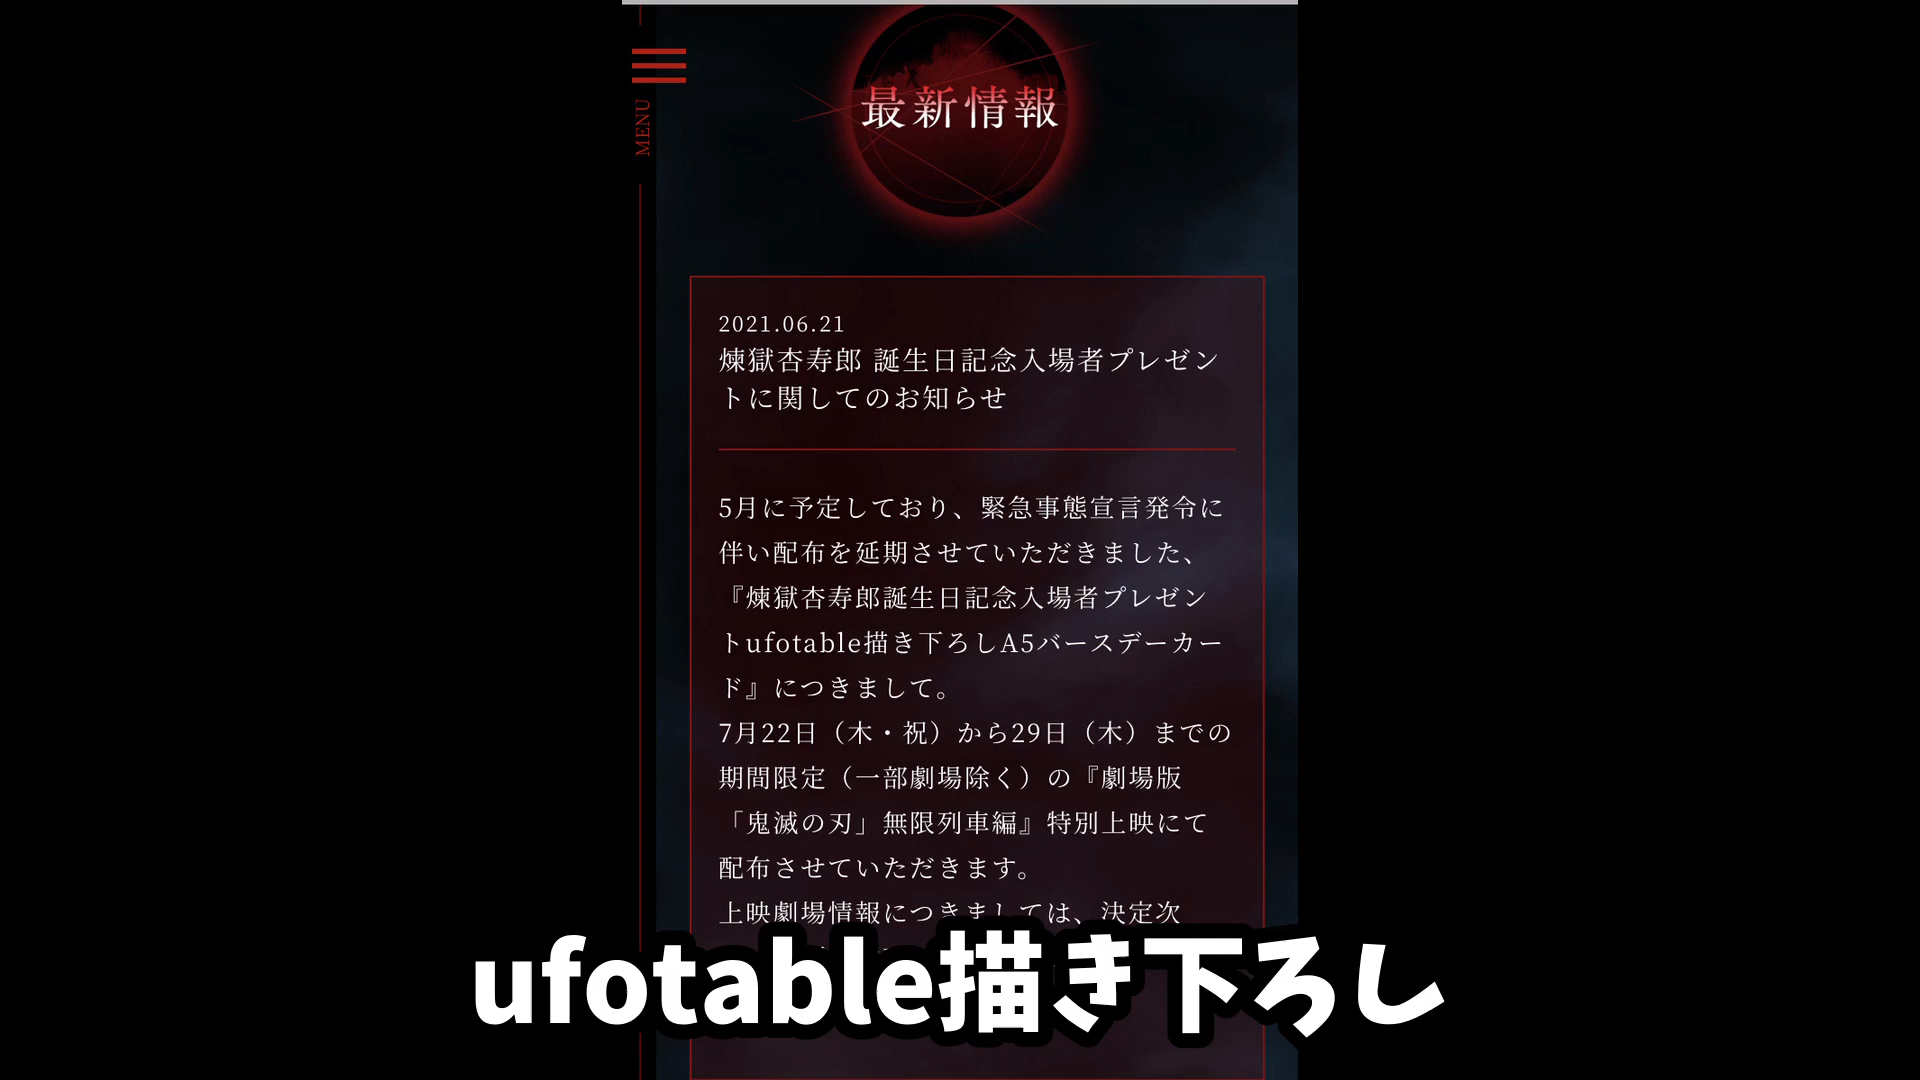 最新情報
MENU
2021.06.21
煉獄杏寿郎 誕生日記念入場者プレゼン
トに関してのお知らせ
5月に予定しており、緊急事態宣言発令に
伴い配布を延期させていただきました、
『煉獄杏寿郎誕生日記念入場者プレゼン
トufotable描き下ろしA5バースデーカー
ド』につきまして。
7月22日（木・祝）から29日（木）までの
期間限定（一部劇場除く）の『劇場版
「鬼滅の刃」無限列車編』特別上映にて
配布させていただきます。
上映劇場情報につきましては、決定次
ufotable描き下ろし